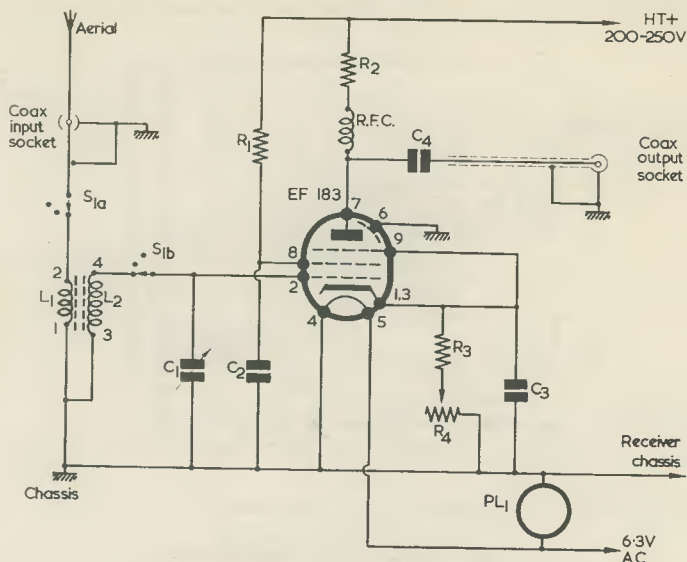 Aerial
HT+
200-250V
Coax
input
socket
R2
R.F.C.
R1
C4
Coax
output
socket
EF 183
7
6
9
8
2
S1a
S1b
2
4
L1
L2
1
3
1,3
4
5
C1
C2
R3
R4
C3
Receiver
chassis
Chassis
PL1
6·3V
A.C.